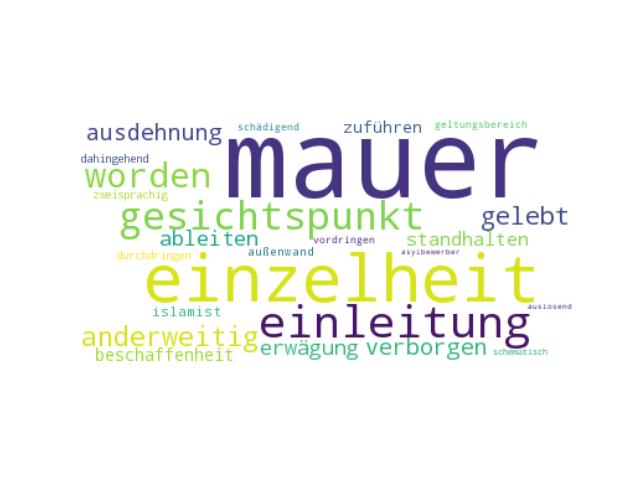 schädigend zuführen geltungsbereich
ausdehnung mauer
dahingehend
worden
zweisprachig
gesichtspunkt gelebt
ableiten vordringen standhalten
durchdringen außenwand asylbewerber
einzelheit
islamist auslösend
anderweitig einleitung
beschaffenheit erwägung verborgen schematisch